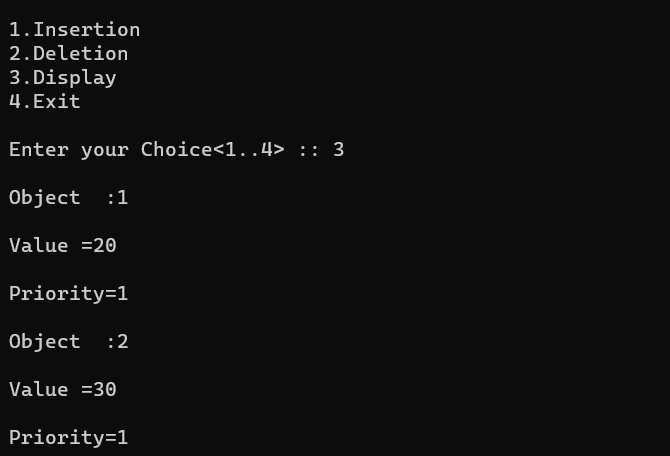 1.Insertion
2.Deletion
3.Display
4.Exit
Enter your Choice<1..4> :: 3
Object  :1
Value =20
Priority=1
Object  :2
Value =30
Priority=1